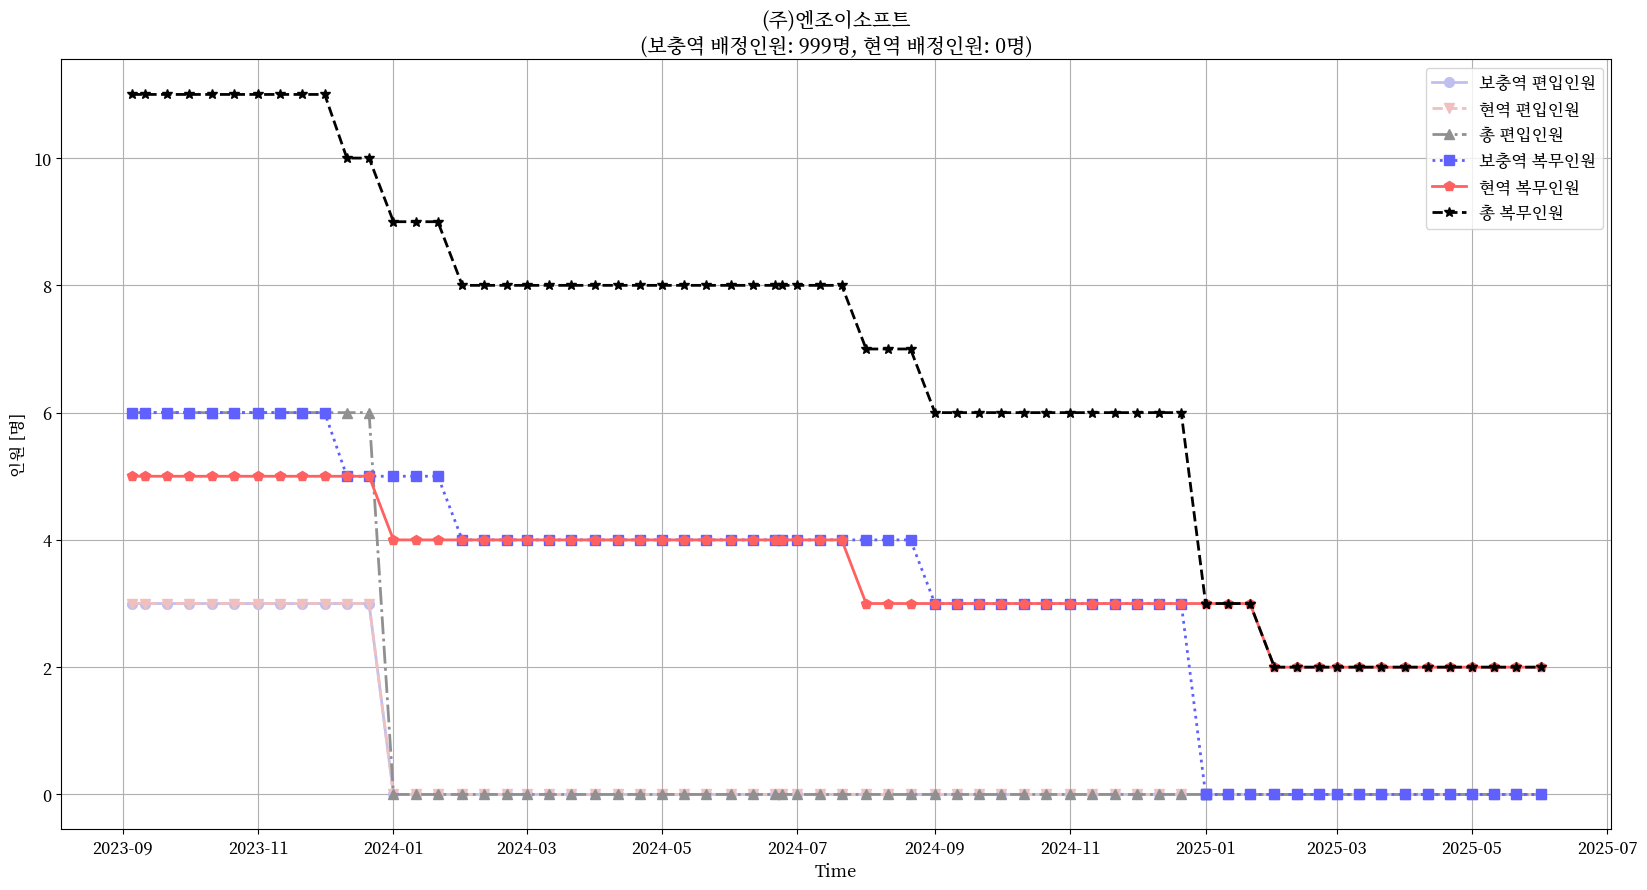 (주)엔조이소프트
(보충역 배정인원: 999명, 현역 배정인원: 0명)
보충역 편입인원
현역 편입인원
총 편입인원
보충역 복무인원
현역 복무인원
총 복무인원
인원 [명]
10
8
6
4
2
0
2023-09 2023-11 2024-01 2024-03 2024-05 2024-07 2024-09 2024-11 2025-01 2025-03 2025-05 2025-07
Time